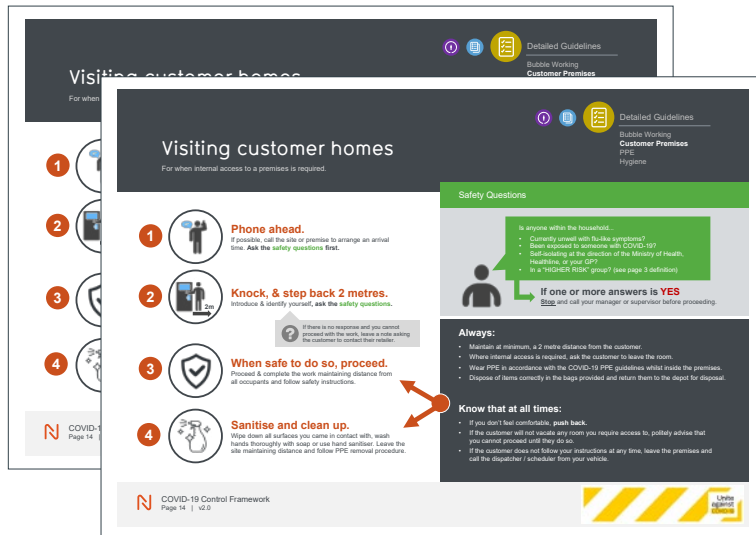 Detailed Guidelines
Bubble Working
Customer Premises
For when
1
2
3
4
COVID-1
Page 14 |
Detailed Guidelines
Bubble Working
Customer Premises
PPE
Hygiene
Visiting customer homes
For when internal access to a premises is required.
1
Phone ahead.
If possible, call the site or premise to arrange an arrival
time. Ask the safety questions first.
2
2m
Knock, & step back 2 metres.
Introduce & identify yourself, ask the safety questions.
?
If there is no response and you cannot
proceed with the work, leave a note asking
the customer to contact their retailer.
3
When safe to do so, proceed.
Proceed & complete the work maintaining distance from
all occupants and follow safety instructions.
4
Sanitise and clean up.
Wipe down all surfaces you came in contact with, wash
hands thoroughly with soap or use hand sanitiser. Leave the
site maintaining distance and follow PPE removal procedure.
Safety Questions
Is anyone within the household...
• Currently unwell with flu-like symptoms?
• Been exposed to someone with COVID-19?
• Self-isolating at the direction of the Ministry of Health,
Healthline, or your GP?
• In a "HIGHER RISK" group? (see page 3 definition)
If one or more answers is YES
Stop and call your manager or supervisor before proceeding.
Always:
• Maintain at minimum, a 2 metre distance from the customer.
• Where internal access is required, ask the customer to leave the room.
• Wear PPE in accordance with the COVID-19 PPE guidelines whilst inside the premises.
• Dispose of items correctly in the bags provided and return them to the depot for disposal.
Know that at all times:
• If you don't feel comfortable, push back.
• If the customer will not vacate any room you require access to, politely advise that
you cannot proceed until they do so.
• If the customer does not follow your instructions at any time, leave the premises and
call the dispatcher / scheduler from your vehicle.
COVID-19 Control Framework
Page 14 | v2.0
Unite
against
COVID-19